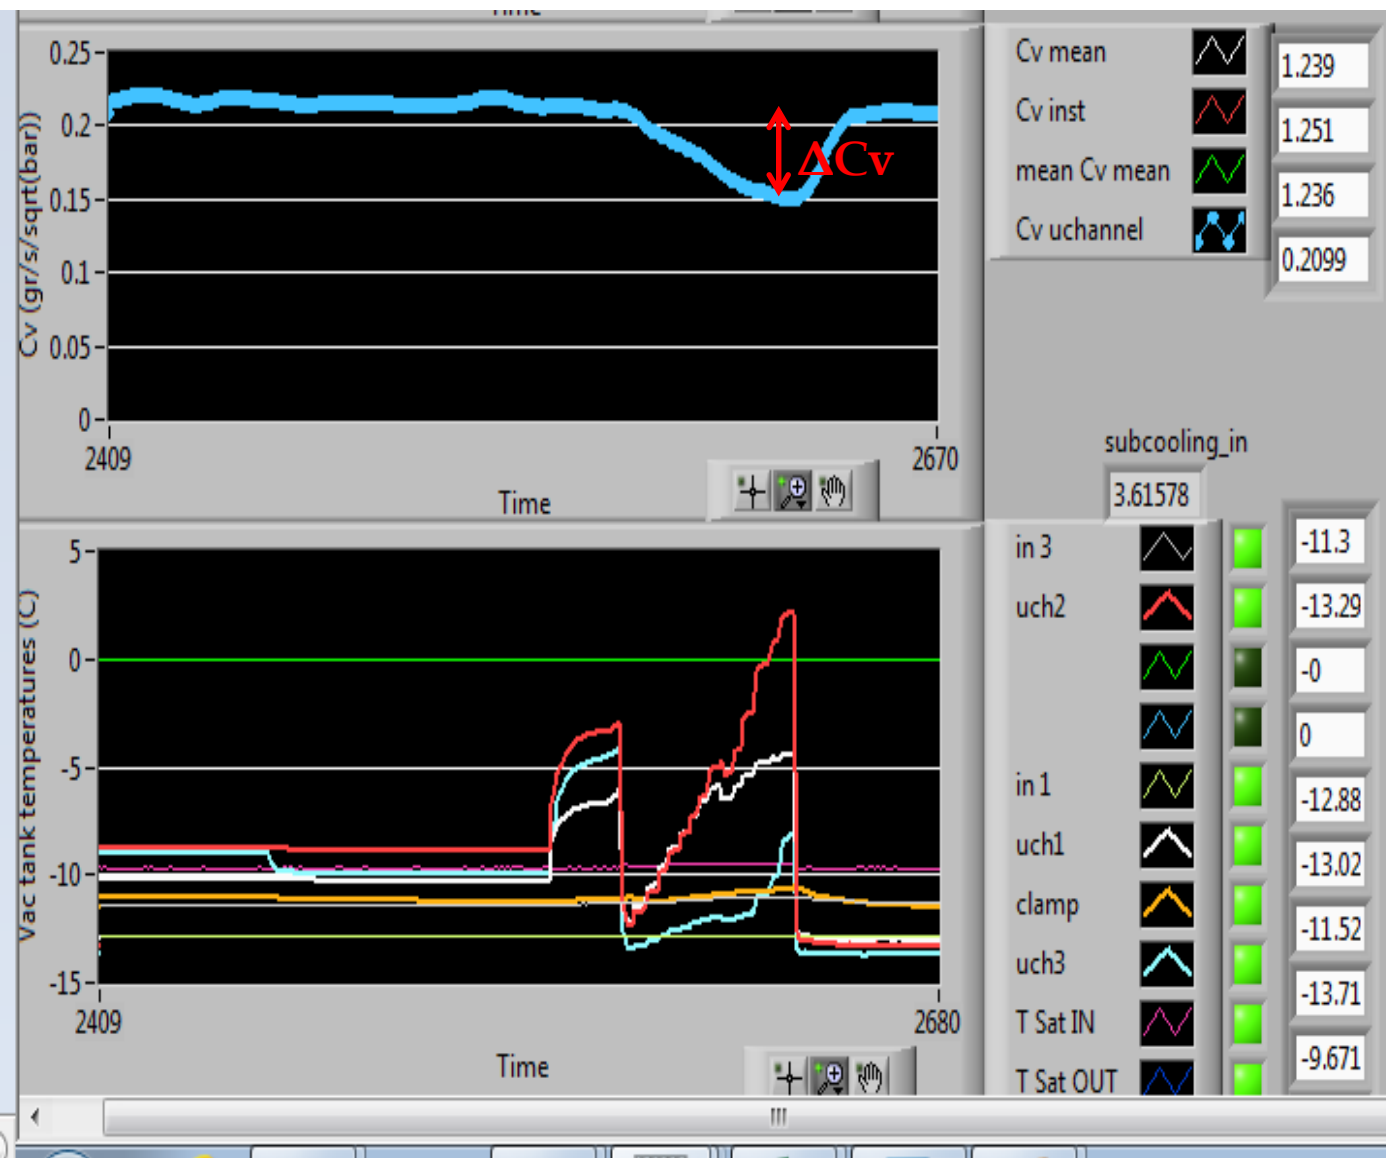 Time
0.25
0.2
0.15
0.1
0.05
0
Cv (gr/s/sqrt(bar))
ΔCv
2409
2670
Time
Cv mean
1.239
Cv inst
1.251
mean Cv mean
1.236
Cv uchannel
0.2099
subcooling_in
3.61578
5
0
-5
-10
-15
Vac tank temperatures (C)
2409
2680
Time
in 3
-11.3
uch2
-13.29
-0
0
in 1
-12.88
uch1
-13.02
clamp
-11.52
uch3
-13.71
T Sat IN
-9.671
T Sat OUT